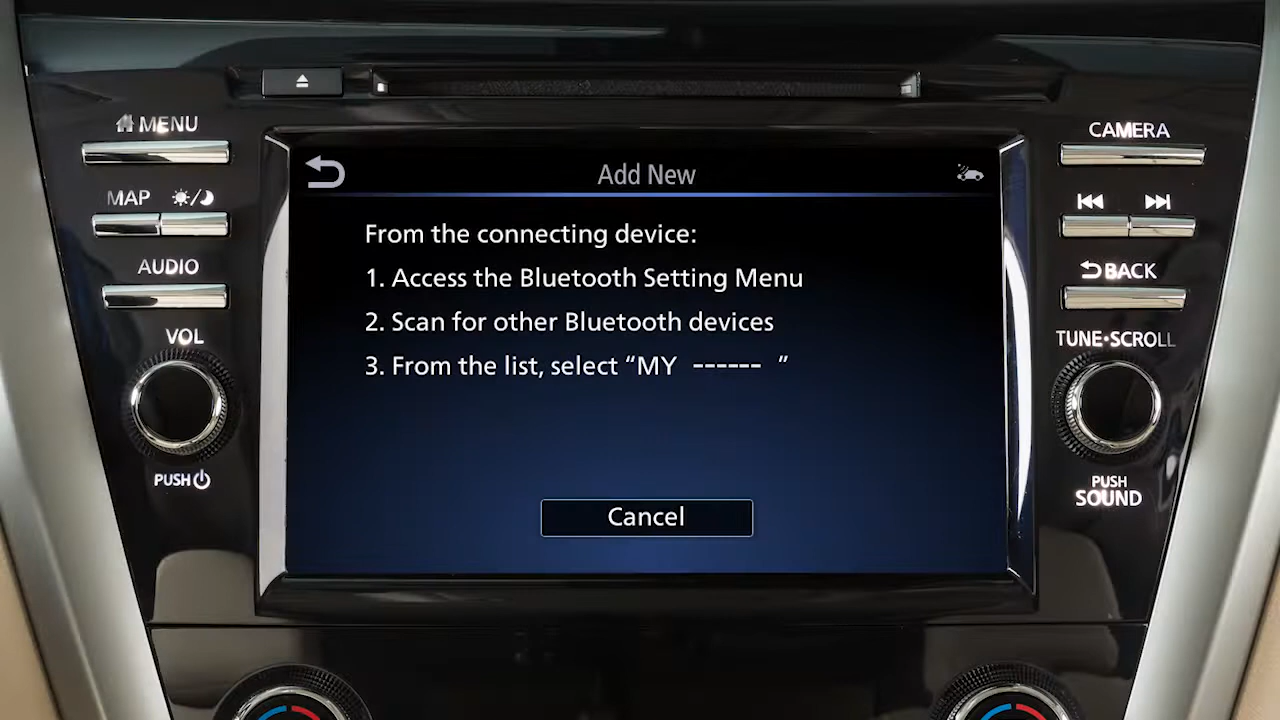 MENU
MAP
AUDIO
VOL
PUSH
Add New
From the connecting device:
1. Access the Bluetooth Setting Menu
2. Scan for other Bluetooth devices
3. From the list, select “MY ------ ”
Cancel
CAMERA
BACK
TUNE•SCROLL
PUSH
SOUND